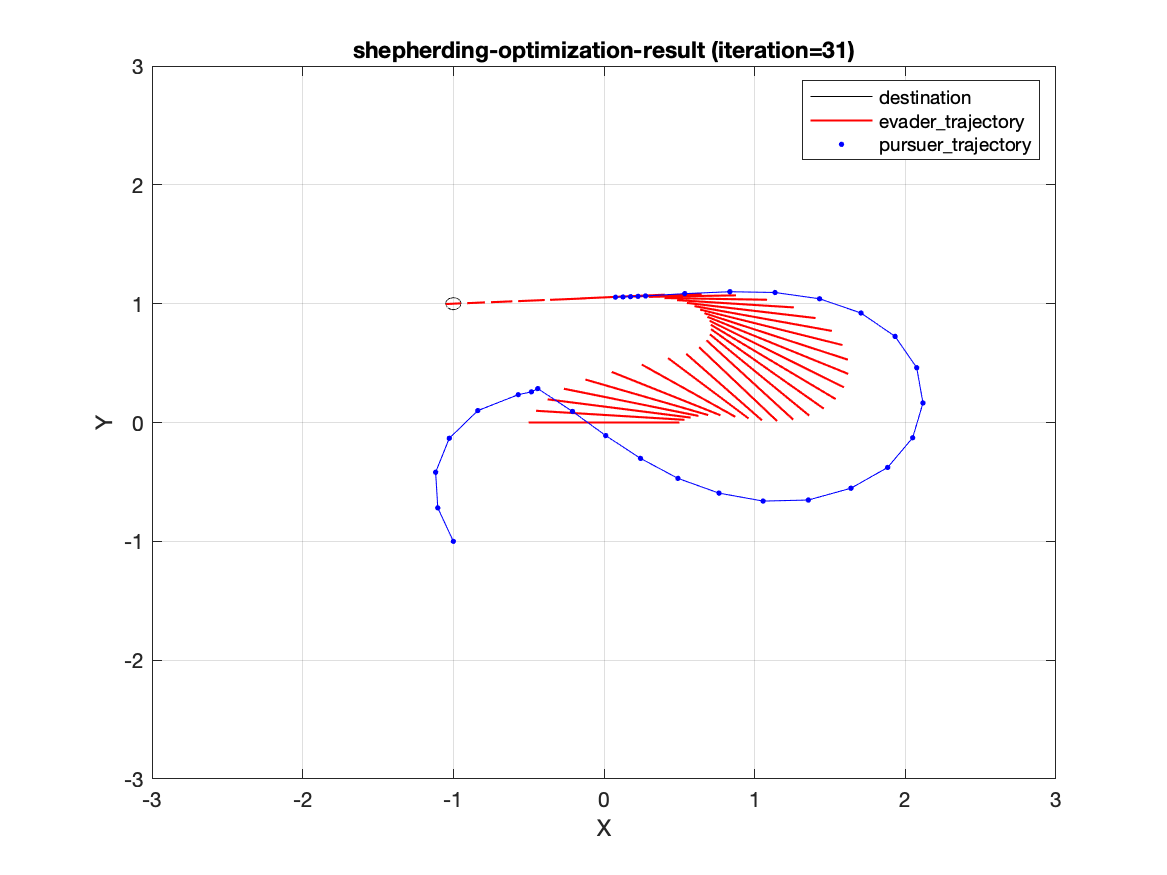 shepherding-optimization-result (iteration=31)
3
2
1
0
-1
-2
-3
-3
-2
-1
0
1
2
3
X
Y
destination
evader_trajectory
pursuer_trajectory